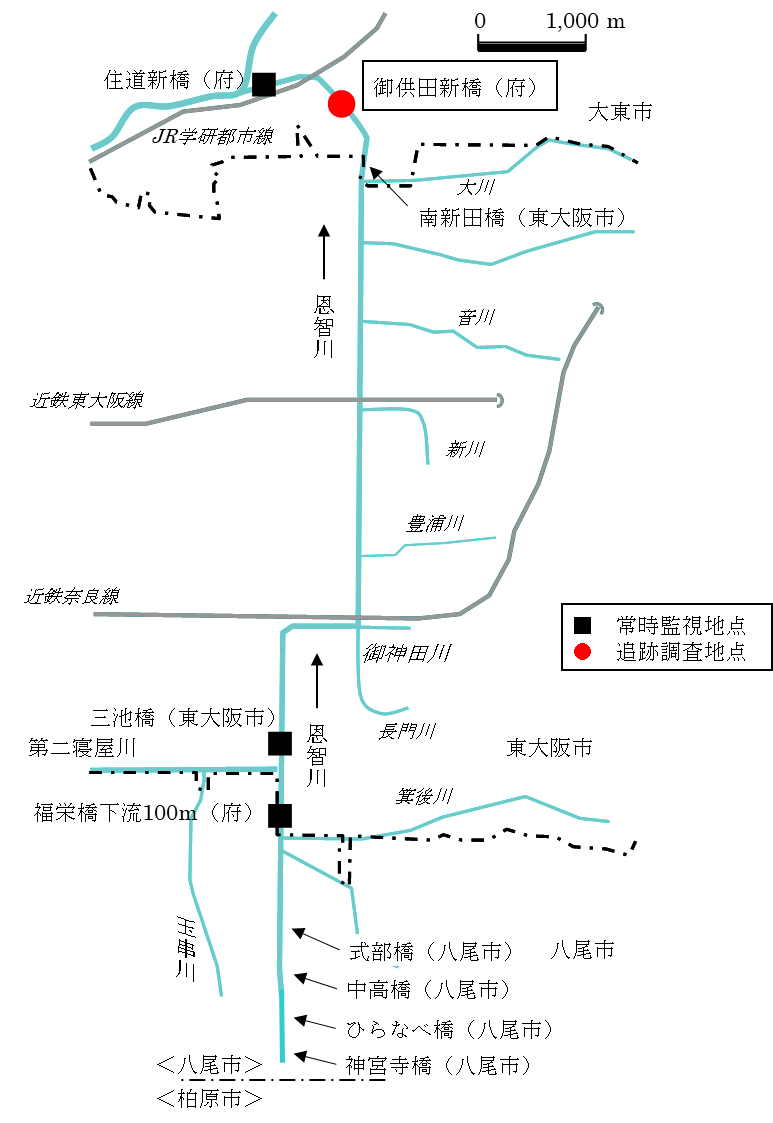 0 1,000 m
住道新橋（府）
御供田新橋（府）
大東市
JR学研都市線
大川
南新田橋（東大阪市）
恩智川
音川
近鉄東大阪線
新川
豊浦川
近鉄奈良線
常時監視地点
追跡調査地点
御神田川
三池橋（東大阪市）
長門川
恩智川
第二寝屋川
東大阪市
箕後川
福栄橋下流100m（府）
玉串川
式部橋（八尾市）
八尾市
中高橋（八尾市）
ひらなべ橋（八尾市）
＜八尾市＞
神宮寺橋（八尾市）
＜柏原市＞